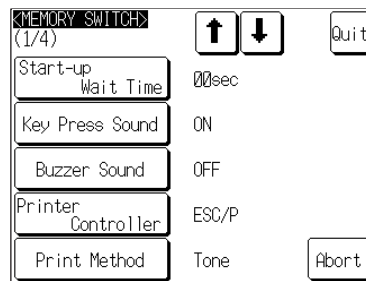 <MEMORY SWITCH>
(1/4)
Quit
Start-up
Wait Time
00sec
Key Press Sound
ON
Buzzer Sound
OFF
Printer
Controller
ESC/P
Print Method
Tone
Abort